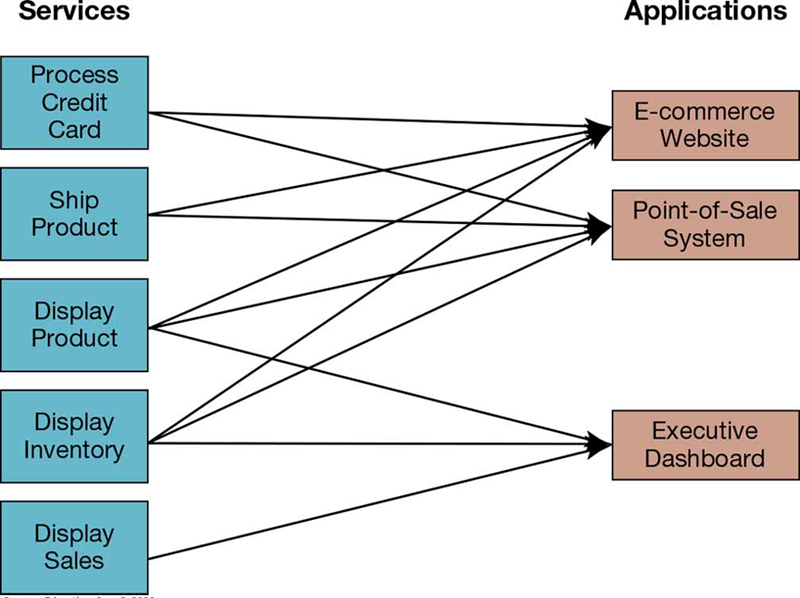 Services
Applications
Process
Credit
Card
E-commerce
Website
Ship
Product
Point-of-Sale
System
Display
Product
Display
Inventory
Executive
Dashboard
Display
Sales